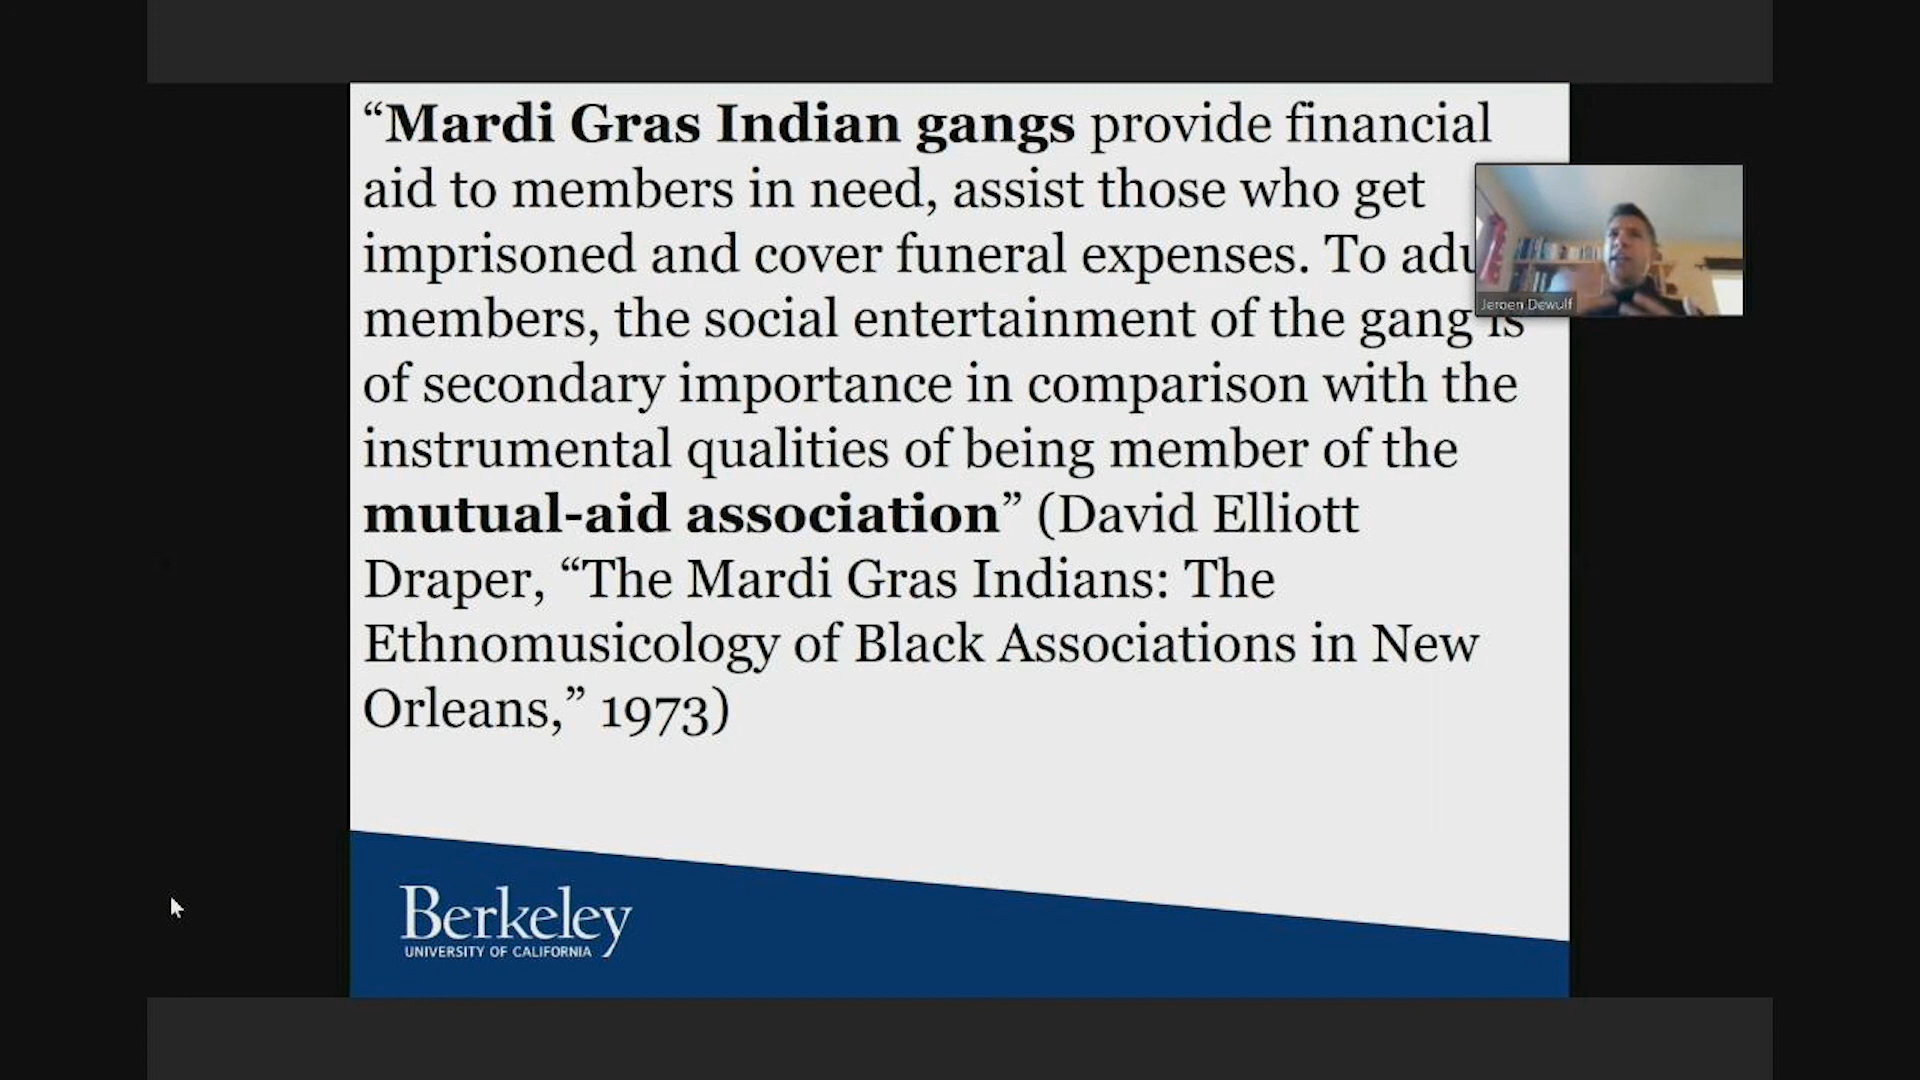 “Mardi Gras Indian gangs provide financial
aid to members in need, assist those who get
imprisoned and cover funeral expenses. To
members, the social entertainment of the gang is
of secondary importance in comparison with the
instrumental qualities of being member of the
mutual-aid association” (David Elliott
Draper, “The Mardi Gras Indians: The
Ethnomusicology of Black Associations in New
Orleans,” 1973)
Jeroen Dewulf
Berkeley
UNIVERSITY OF CALIFORNIA